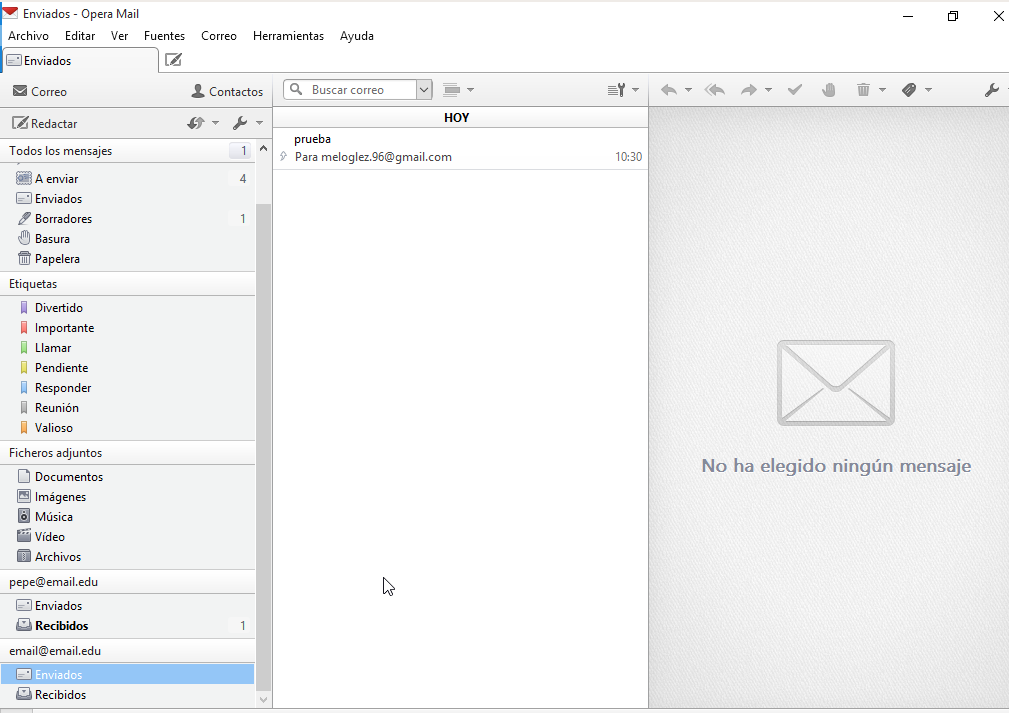 Enviados - Opera Mail
Archivo Editar Ver Fuentes Correo Herramientas Ayuda
Enviados
Correo Contactos
Buscar correo
Redactar
HOY
Todos los mensajes 1
A enviar 4
Enviados
Borradores 1
Basura
Papelera
Etiquetas
Divertido
Importante
Llamar
Pendiente
Responder
Reunión
Valioso
Ficheros adjuntos
Documentos
Imágenes
Música
Vídeo
Archivos
pepe@email.edu
Enviados
Recibidos 1
email@email.edu
Enviados
Recibidos
prueba
Para meloglez.96@gmail.com 10:30
No ha elegido ningún mensaje